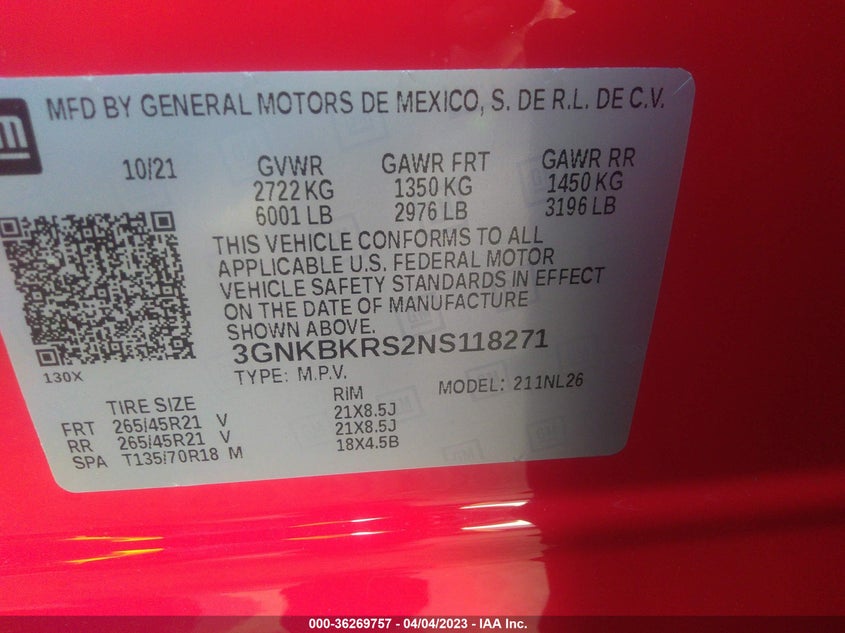 MFD BY GENERAL MOTORS DE MEXICO, S. DE R.L. DE C.V.
10/21 GVWR GAWR FRT GAWR RR
2722 KG 1350 KG 1450 KG
6001 LB 2976 LB 3196 LB
THIS VEHICLE CONFORMS TO ALL
APPLICABLE U.S. FEDERAL MOTOR
VEHICLE SAFETY STANDARDS IN EFFECT
ON THE DATE OF MANUFACTURE
SHOWN ABOVE.
3GNKBKRS2NS118271
130X
TYPE: M.P.V. MODEL: 211NL26
TIRE SIZE RIM
FRT 265/45R21 V 21X8.5J
RR 265/45R21 V 21X8.5J
SPA T135/70R18 M 18X4.5B
000-36269757 - 04/04/2023 - IAA Inc.